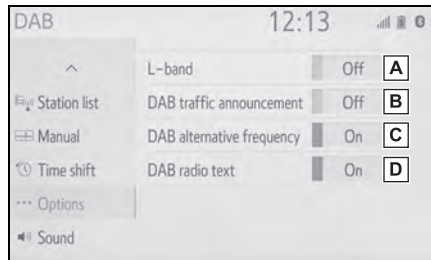 DAB 12:13
L-band Off A
Station list DAB traffic announcement Off B
Manual DAB alternative frequency On C
Time shift DAB radio text On D
Options
Sound